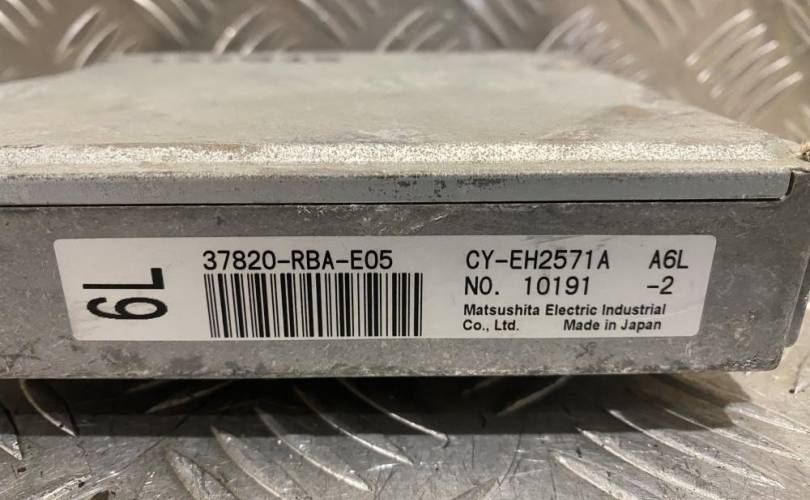 6L
37820-RBA-E05
CY-EH2571A A6L
NO. 10191 -2
Matsushita Electric Industrial
Co., Ltd. Made in Japan